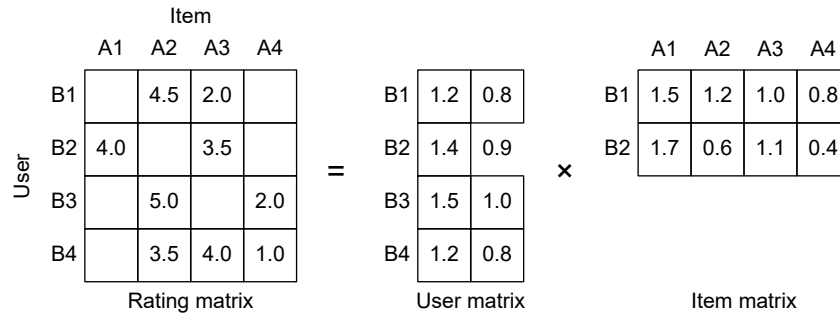 Item
A1 A2 A3 A4 A1 A2 A3 A4
B1 4.5 2.0 B1 1.2 0.8 B1 1.5 1.2 1.0 0.8
B2 4.0 3.5 B2 1.4 0.9 B2 1.7 0.6 1.1 0.4
User = ×
B3 5.0 2.0 B3 1.5 1.0
B4 3.5 4.0 1.0 B4 1.2 0.8
Rating matrix User matrix Item matrix